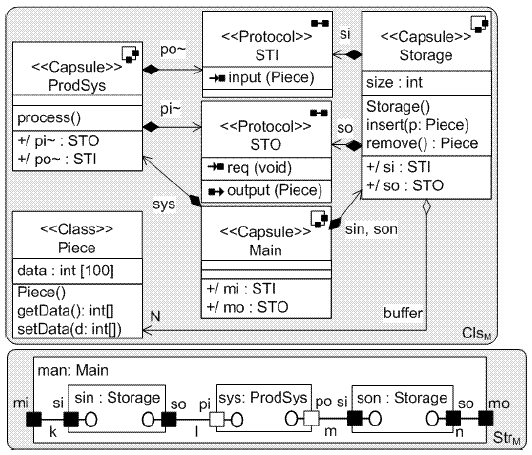 <<Capsule>>
ProdSys
process()
+/ pi~ : STO
+/ po~ : STI
po~
pi~
sys
<<Protocol>>
STI
input (Piece)
<<Protocol>>
STO
req (void)
output (Piece)
si
so
<<Capsule>>
Storage
size : int
Storage()
insert(p: Piece)
remove() : Piece
+/ si : STI
+/ so : STO
<<Class>>
Piece
data : int [100]
Piece()
getData(): int[]
setData(d: int[])
<<Capsule>>
Main
+/ mi : STI
+/ mo : STO
sin, son
N
buffer
ClsM
man: Main
mi si sin : Storage so pi sys: ProdSys po si son : Storage so mo
k l m n
StrM